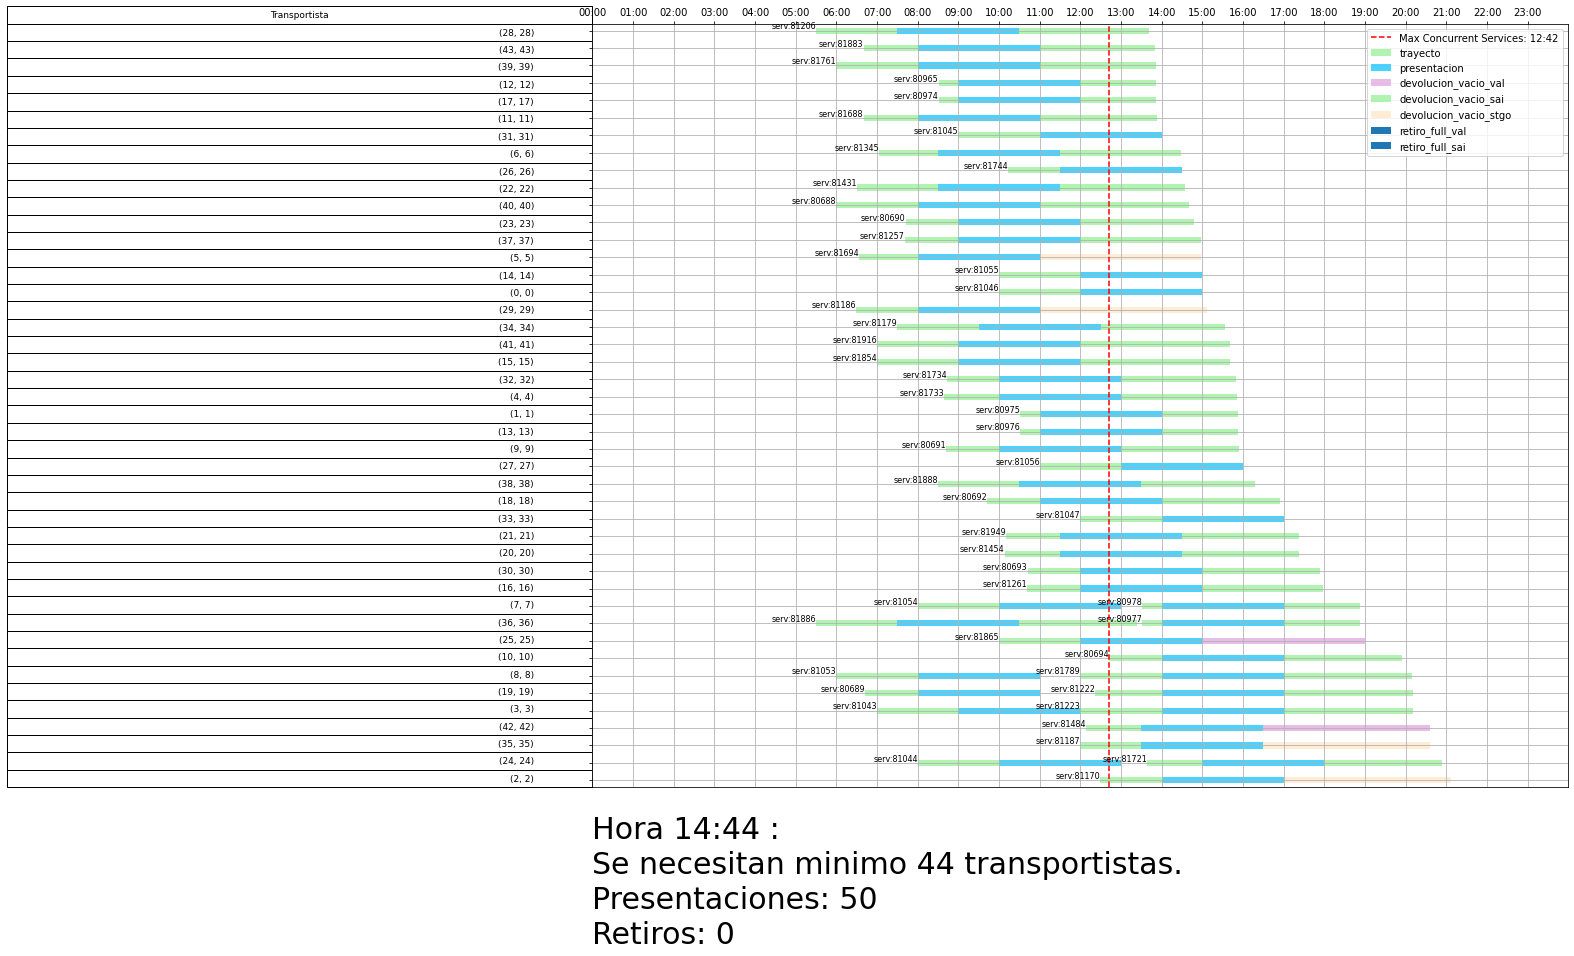 Transportista
00:00 01:00 02:00 03:00 04:00 05:00 06:00 07:00 08:00 09:00 10:00 11:00 12:00 13:00 14:00 15:00 16:00 17:00 18:00 19:00 20:00 21:00 22:00 23:00
Max Concurrent Services: 12:42
trayecto
presentacion
devolucion_vacio_val
devolucion_vacio_sai
devolucion_vacio_stgo
retiro_full_val
retiro_full_sai
(28, 28) serv:81206
(43, 43) serv:81883
(39, 39) serv:81761
(12, 12) serv:80965
(17, 17) serv:80974
(11, 11) serv:81688
(31, 31) serv:81045
(6, 6) serv:81345
(26, 26) serv:81744
(22, 22) serv:81431
(40, 40) serv:80688
(23, 23) serv:80690
(37, 37) serv:81257
(5, 5) serv:81694
(14, 14) serv:81055
(0, 0) serv:81046
(29, 29) serv:81186
(34, 34) serv:81179
(41, 41) serv:81916
(15, 15) serv:81854
(32, 32) serv:81734
(4, 4) serv:81733
(1, 1) serv:80975
(13, 13) serv:80976
(9, 9) serv:80691
(27, 27) serv:81056
(38, 38) serv:81888
(18, 18) serv:80692
(33, 33) serv:81047
(21, 21) serv:81949
(20, 20) serv:81454
(30, 30) serv:80693
(16, 16) serv:81261
(7, 7) serv:81054 serv:80978
(36, 36) serv:81886 serv:80977
(25, 25) serv:81865
(10, 10) serv:80694
(8, 8) serv:81053 serv:81789
(19, 19) serv:80689 serv:81222
(3, 3) serv:81043 serv:81223
(42, 42) serv:81484
(35, 35) serv:81187
(24, 24) serv:81044 serv:81721
(2, 2) serv:81170
Hora 14:44 :
Se necesitan minimo 44 transportistas.
Presentaciones: 50
Retiros: 0